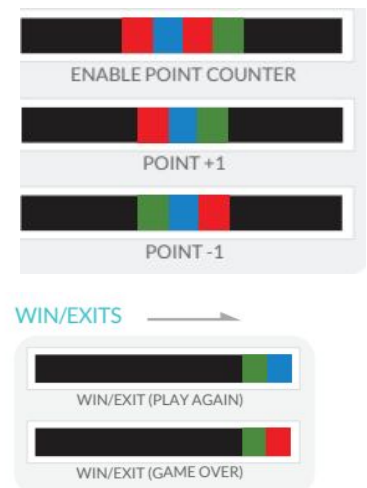 ENABLE POINT COUNTER
POINT +1
POINT -1
WIN/EXITS
WIN/EXIT (PLAY AGAIN)
WIN/EXIT (GAME OVER)